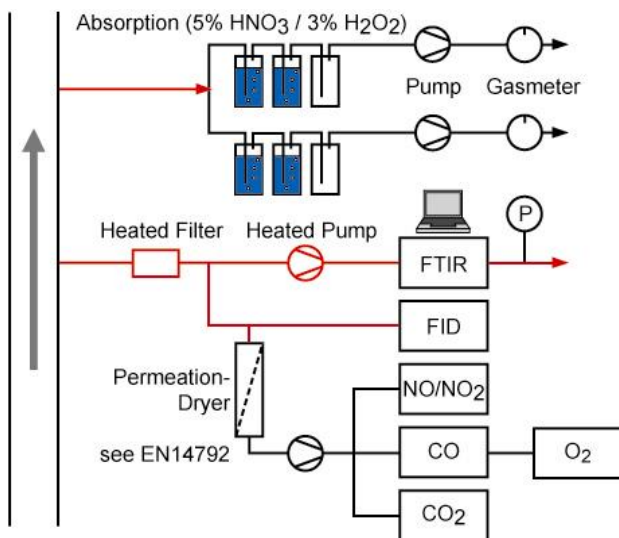 Absorption (5% HNO₃ / 3% H₂O₂)
Pump
Gasmeter
Heated Filter
Heated Pump
P
FTIR
FID
Permeation-
Dryer
NO/NO₂
see EN14792
CO
O₂
CO₂